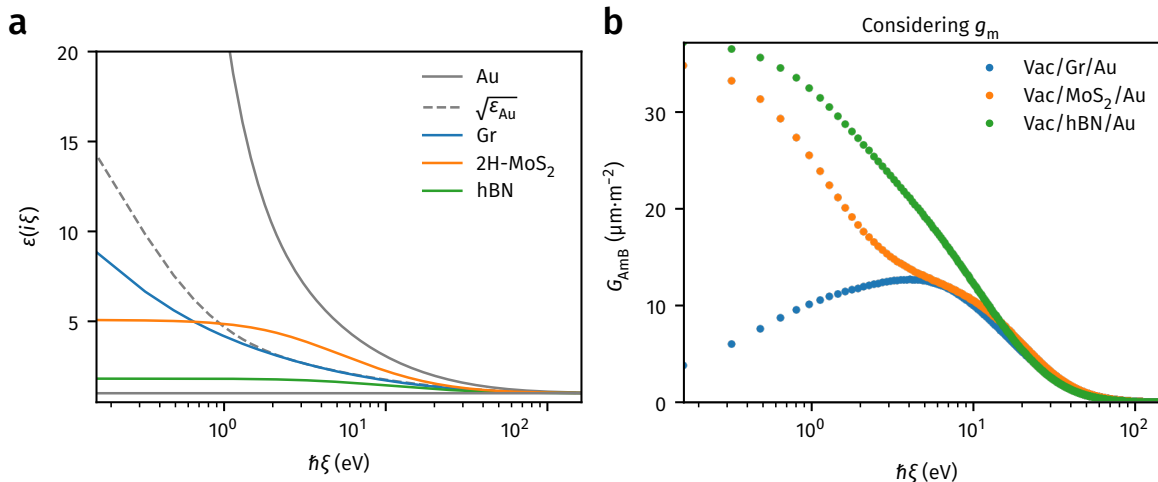 a
20
15
10
5
ε(iξ)
10⁰
10¹
10²
ħξ (eV)
Au
√ε_Au
Gr
2H-MoS₂
hBN
b
Considering gₘ
30
20
10
0
G_AmB (µm·m⁻²)
10⁰
10¹
10²
ħξ (eV)
Vac/Gr/Au
Vac/MoS₂/Au
Vac/hBN/Au